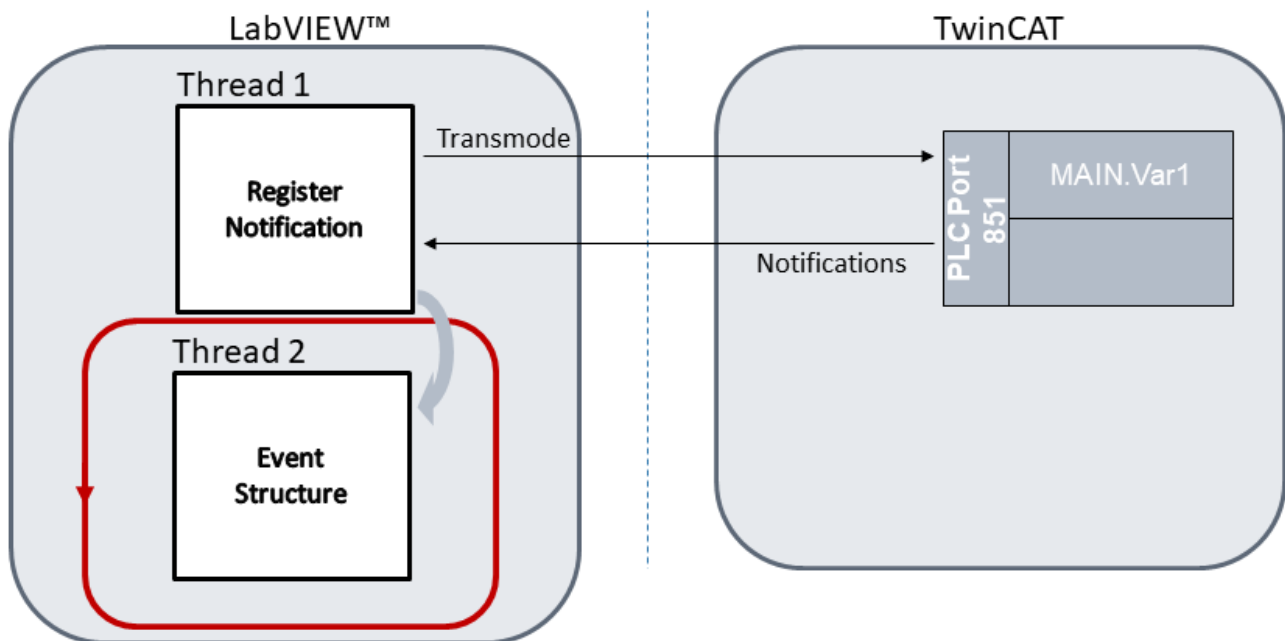 LabVIEW™
TwinCAT
Thread 1
Register
Notification
Transmode
Notifications
PLC Port
851
MAIN.Var1
Thread 2
Event
Structure